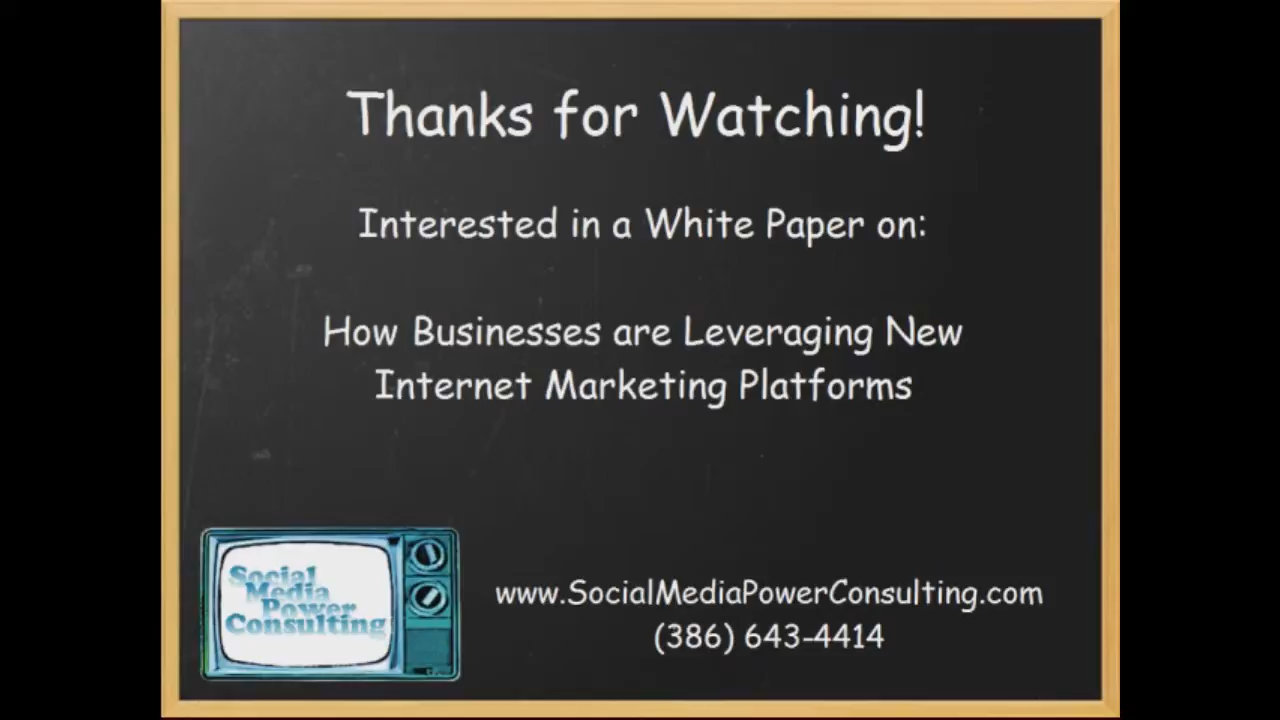 Thanks for Watching!
Interested in a White Paper on:
How Businesses are Leveraging New
Internet Marketing Platforms
Social
Media
Power
Consulting
www.SocialMediaPowerConsulting.com
(386) 643-4414